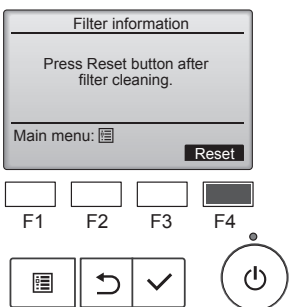 Filter information
Press Reset button after
filter cleaning.
Main menu:
Reset
F1 F2 F3 F4